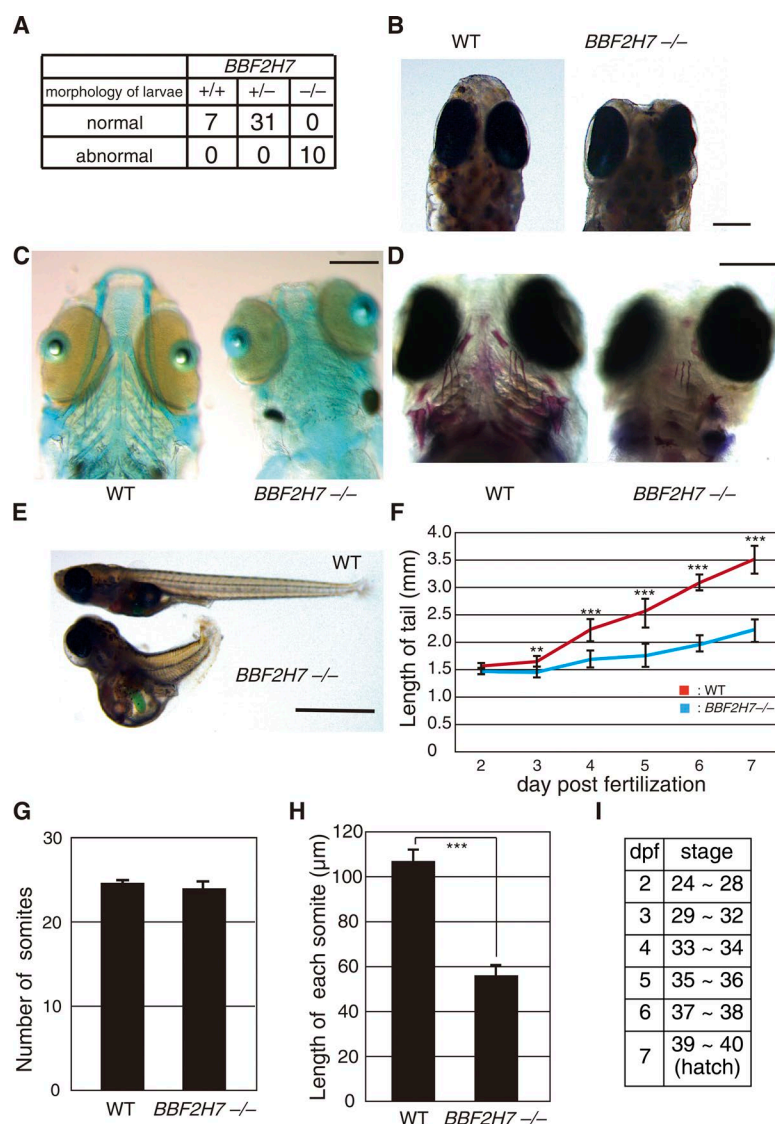 A
BBF2H7
morphology of larvae +/+ +/− −/−
normal 7 31 0
abnormal 0 0 10
B
WT BBF2H7 −/−
C
WT BBF2H7 −/−
D
WT BBF2H7 −/−
E
WT
BBF2H7 −/−
F
Length of tail (mm)
4.0
3.5
3.0
2.5
2.0
1.5
1.0
0.5
0
** *** *** *** ***
: WT
: BBF2H7−/−
2 3 4 5 6 7
day post fertilization
G
Number of somites
30
20
10
0
WT BBF2H7 −/−
H
Length of each somite (μm)
120
100
80
60
40
20
0
***
WT BBF2H7 −/−
I
dpf stage
2 24 ~ 28
3 29 ~ 32
4 33 ~ 34
5 35 ~ 36
6 37 ~ 38
7 39 ~ 40
(hatch)